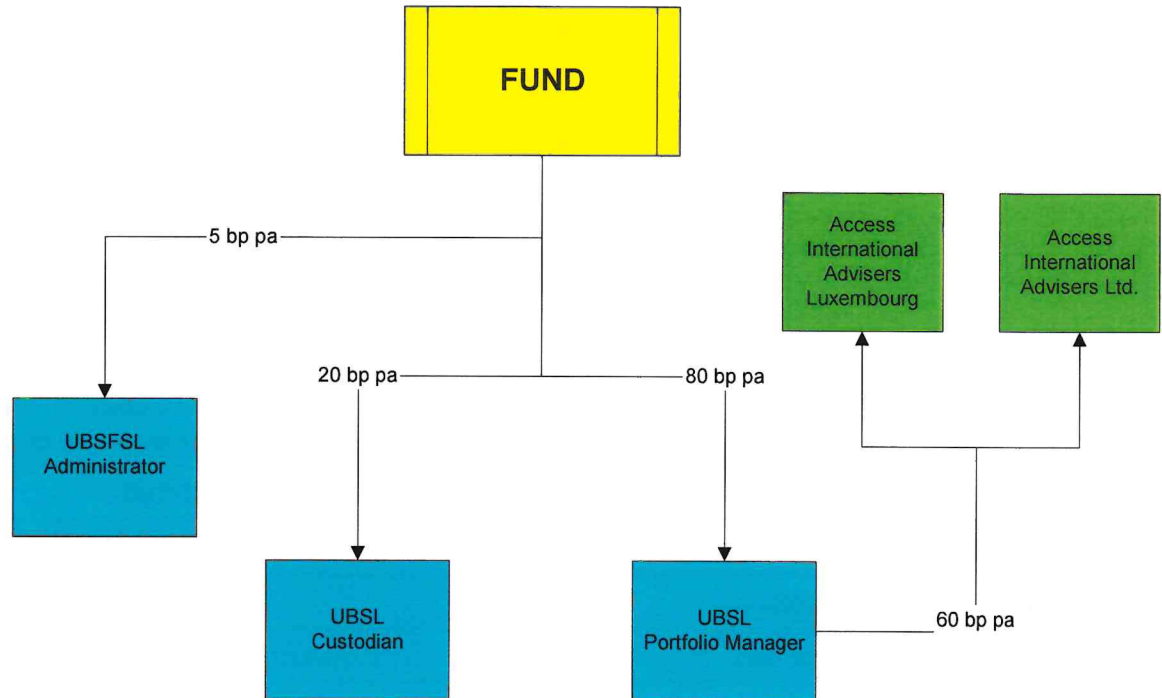 FUND
5 bp pa
Access
International
Advisers
Luxembourg
Access
International
Advisers Ltd.
20 bp pa
80 bp pa
UBSFSL
Administrator
UBSL
Custodian
UBSL
Portfolio Manager
60 bp pa